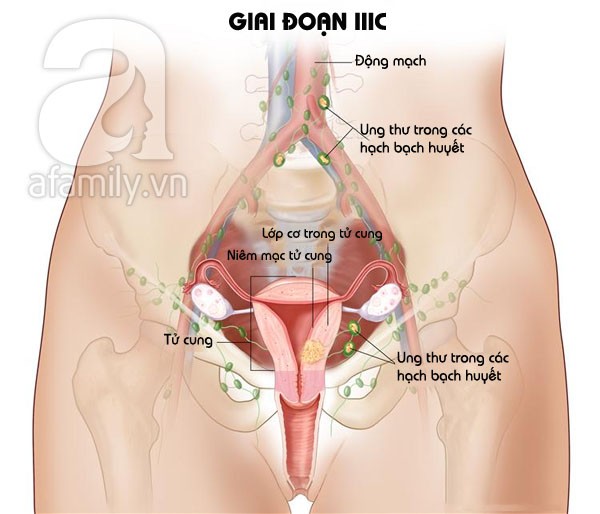 GIAI ĐOẠN IIIC
Động mạch
Ung thư trong các
hạch bạch huyết
a
afamily.vn
Lớp cơ trong tử cung
Niêm mạc tử cung
Tử cung
Ung thư trong các
hạch bạch huyết